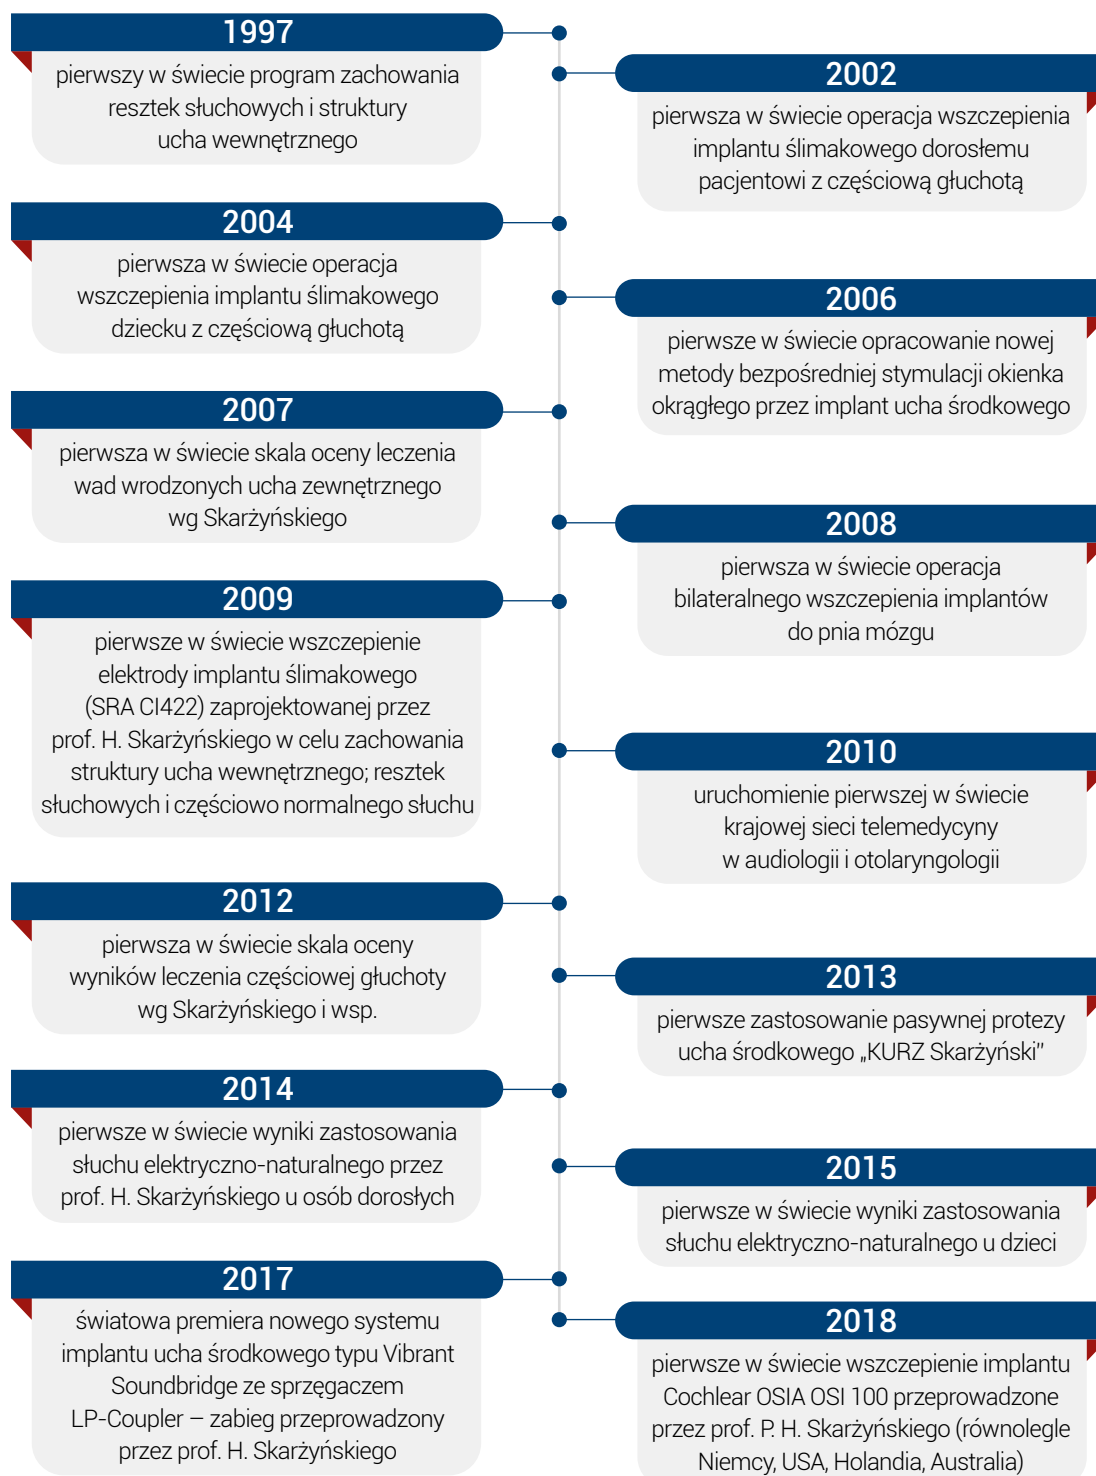 1997
pierwszy w świecie program zachowania
resztek słuchowych i struktury
ucha wewnętrznego
2002
pierwsza w świecie operacja wszczepienia
implantu ślimakowego dorosłemu
pacjentowi z częściową głuchotą
2004
pierwsza w świecie operacja
wszczepienia implantu ślimakowego
dziecku z częściową głuchotą
2006
pierwsze w świecie opracowanie nowej
metody bezpośredniej stymulacji okienka
okrągłego przez implant ucha środkowego
2007
pierwsza w świecie skala oceny leczenia
wad wrodzonych ucha zewnętrznego
wg Skarżyńskiego
2008
pierwsza w świecie operacja
bilateralnego wszczepienia implantów
do pnia mózgu
2009
pierwsze w świecie wszczepienie
elektrody implantu ślimakowego
(SRA CI422) zaprojektowanej przez
prof. H. Skarżyńskiego w celu zachowania
struktury ucha wewnętrznego; resztek
słuchowych i częściowo normalnego słuchu
2010
uruchomienie pierwszej w świecie
krajowej sieci telemedycyny
w audiologii i otolaryngologii
2012
pierwsza w świecie skala oceny
wyników leczenia częściowej głuchoty
wg Skarżyńskiego i wsp.
2013
pierwsze zastosowanie pasywnej protezy
ucha środkowego „KURZ Skarżyński”
2014
pierwsze w świecie wyniki zastosowania
słuchu elektryczno-naturalnego przez
prof. H. Skarżyńskiego u osób dorosłych
2015
pierwsze w świecie wyniki zastosowania
słuchu elektryczno-naturalnego u dzieci
2017
światowa premiera nowego systemu
implantu ucha środkowego typu Vibrant
Soundbridge ze sprzęgaczem
LP-Coupler – zabieg przeprowadzony
przez prof. H. Skarżyńskiego
2018
pierwsze w świecie wszczepienie implantu
Cochlear OSIA OSI 100 przeprowadzone
przez prof. P. H. Skarżyńskiego (równolegle
Niemcy, USA, Holandia, Australia)